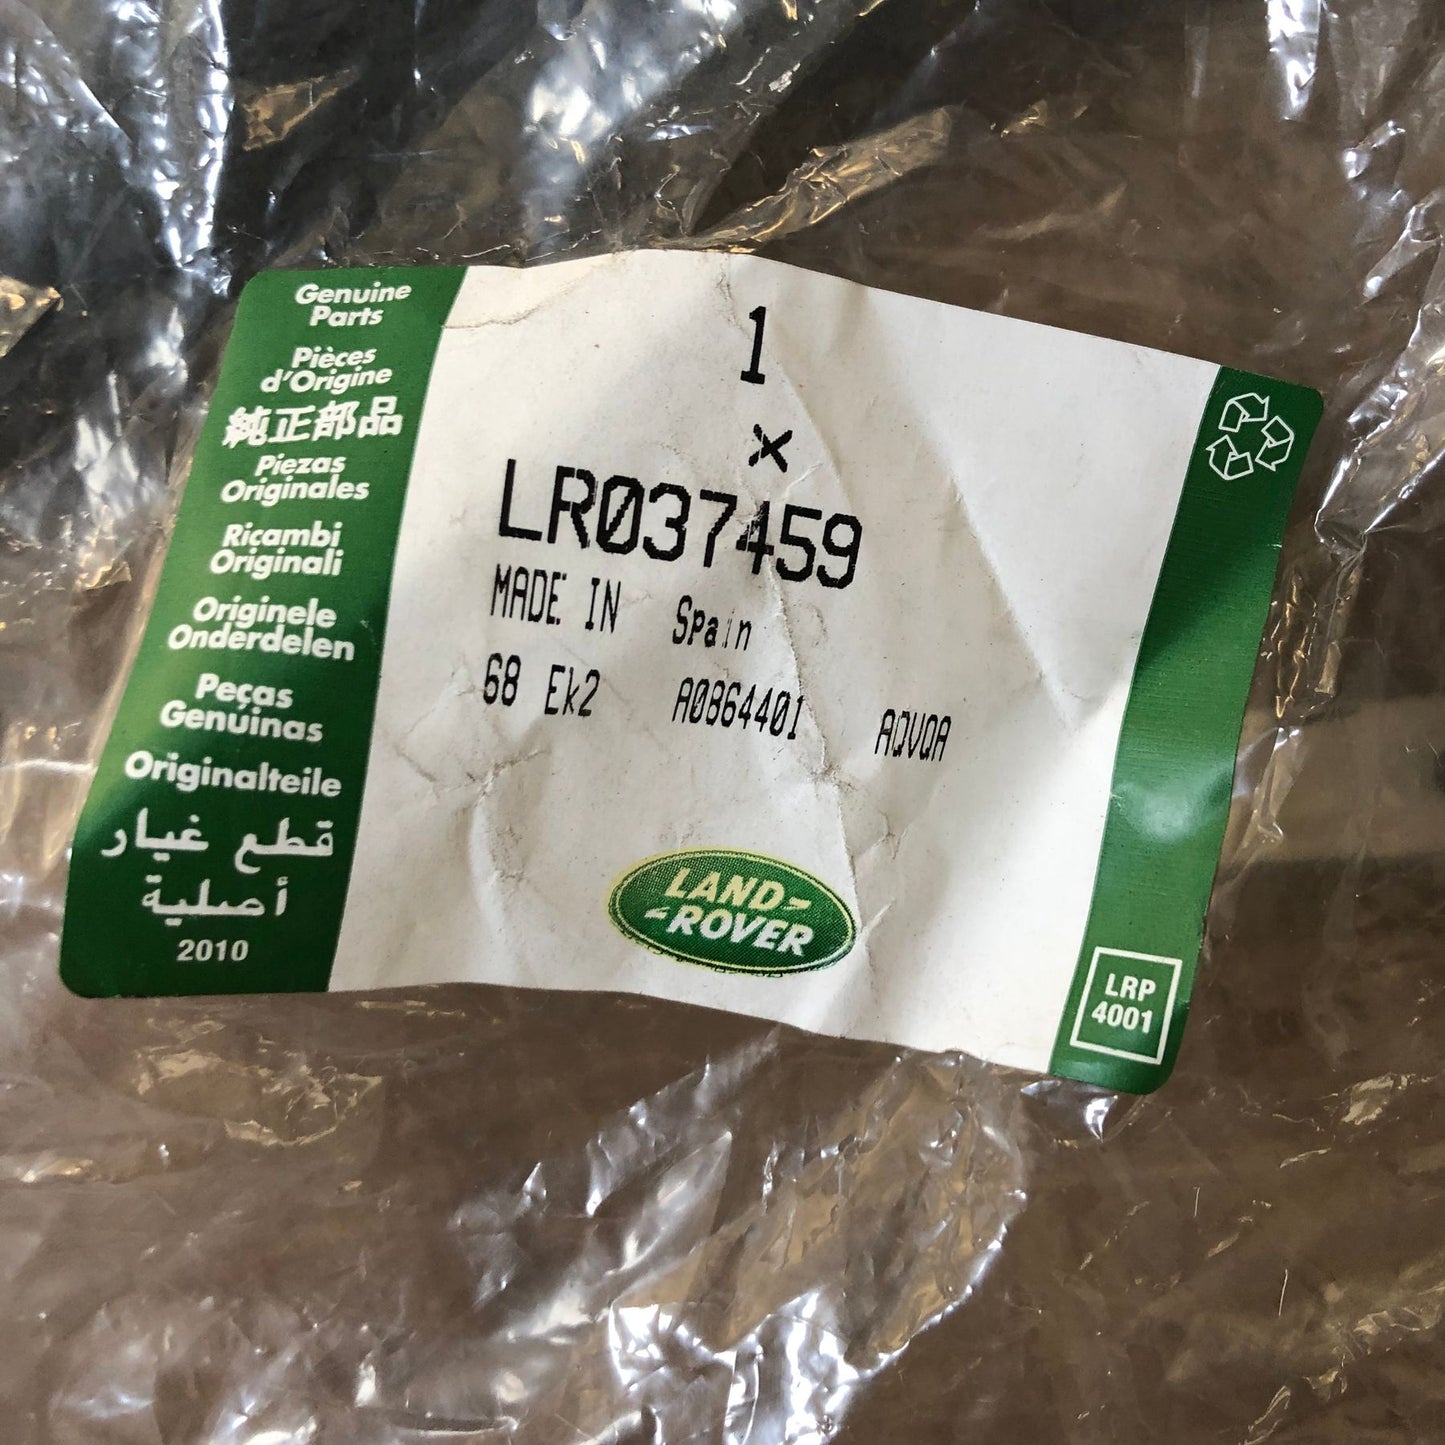 Genuine
Parts
Pièces
d'Origine
純正部品
Piezas
Originales
Ricambi
Originali
Originele
Onderdelen
Peças
Genuínas
Originalteile
قطع غيار
أصلية
2010
1
x
LR037459
MADE IN Spain
68 Ek2 A0864401 AQVQA
LAND-
-ROVER
LRP
4001